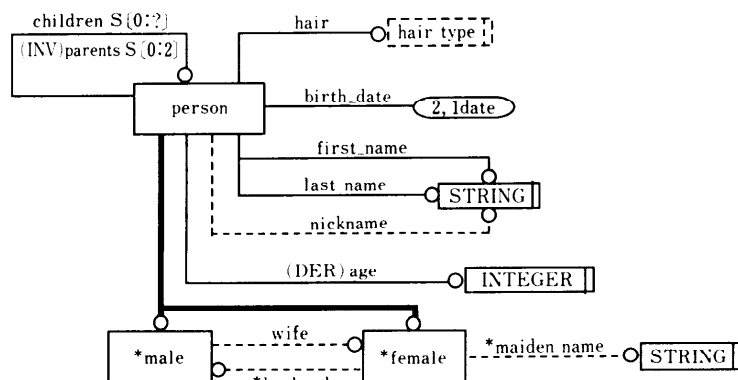 children S[0:?]
(INV)parents S[0:2]
hair
hair type
person
birth_date
2, 1date
first_name
last name
STRING
nickname
(DER) age
INTEGER
*male
wife
*female
*maiden name
STRING